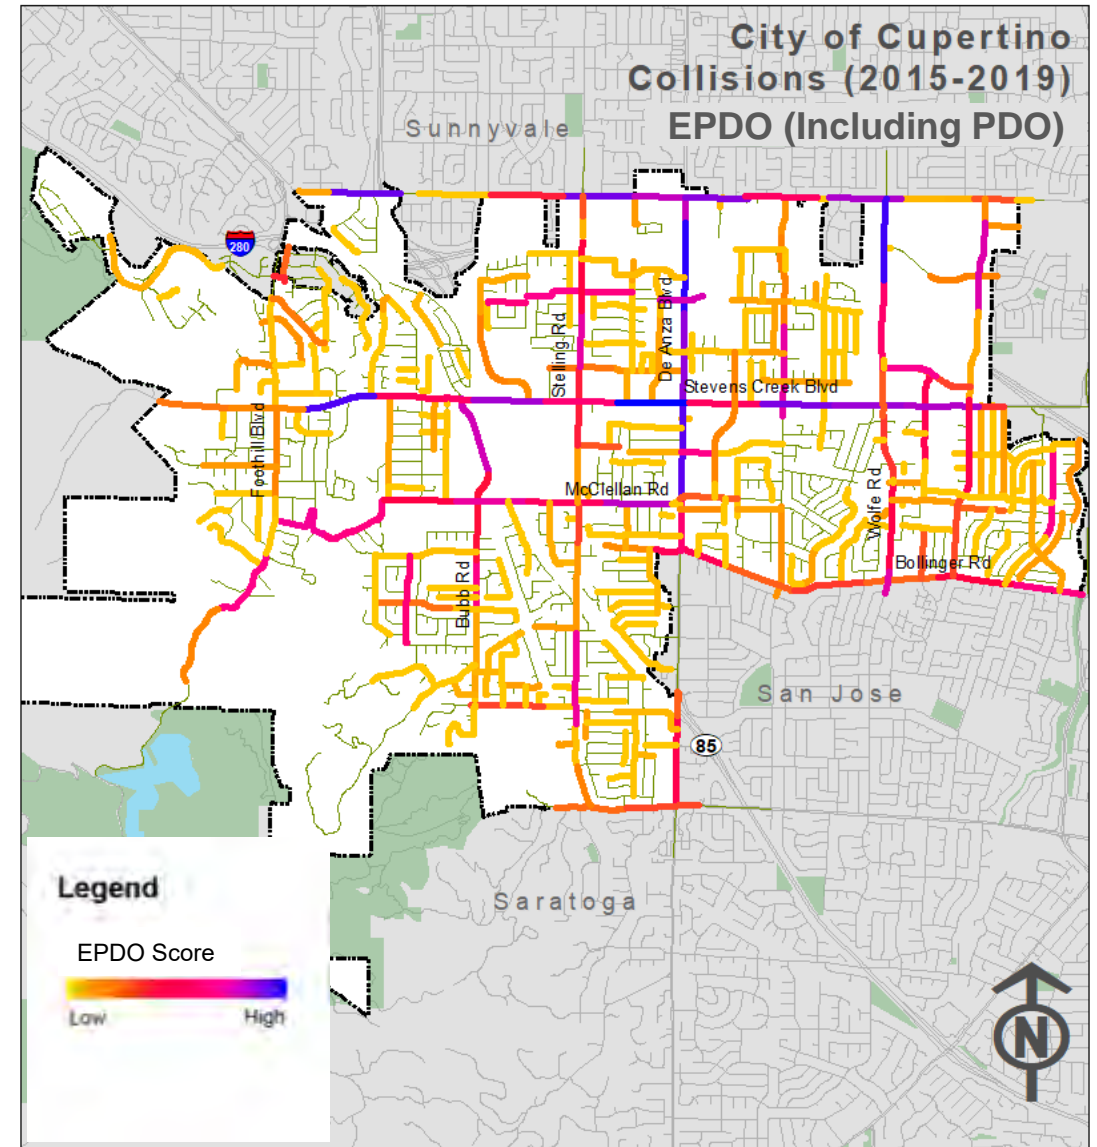 City of Cupertino
Collisions (2015-2019)
EPDO (Including PDO)
Sunnyvale
280
De Anza Blvd
Stelling Rd
Stevens Creek Blvd
Foothill Blvd
McClellan Rd
Wolfe Rd
Bollinger Rd
Bubb Rd
San Jose
85
Saratoga
Legend
EPDO Score
Low High
N